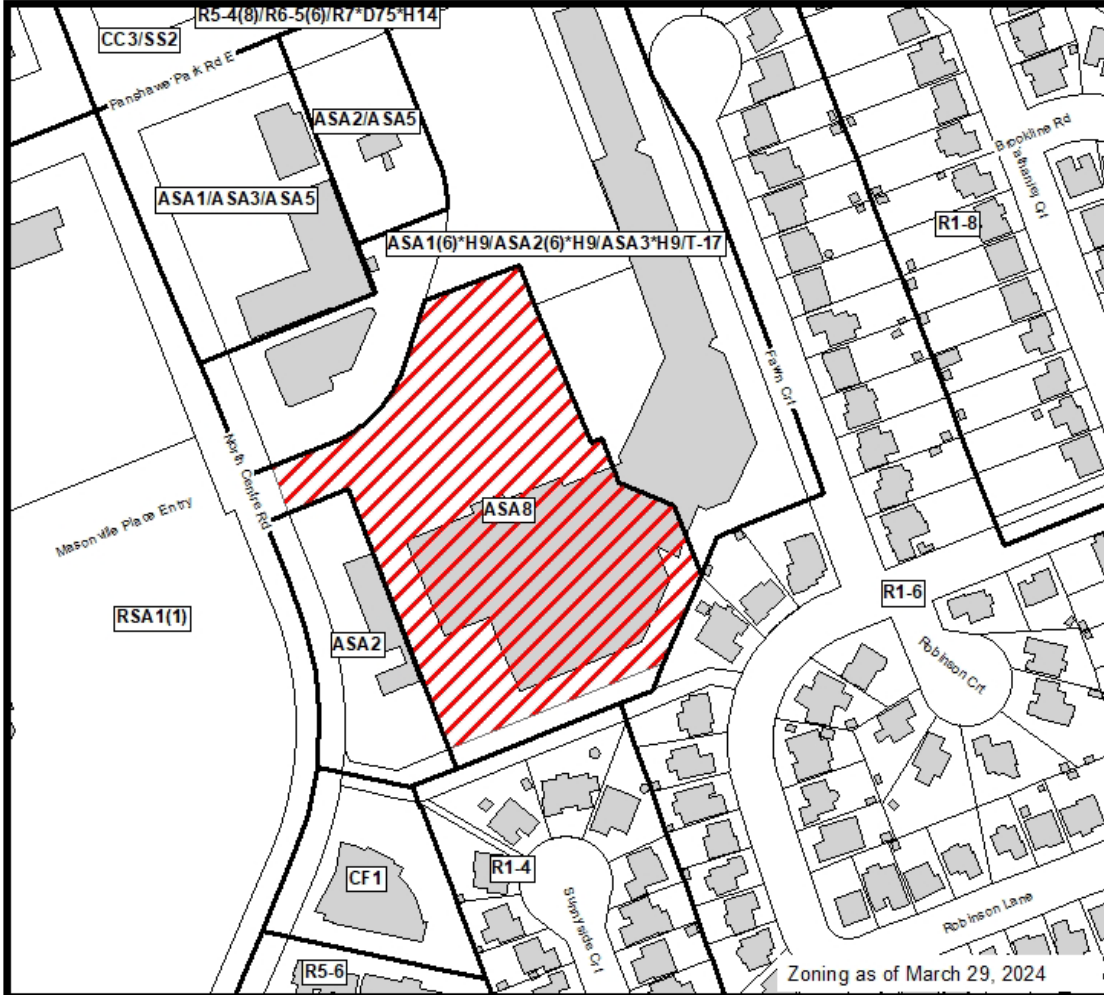 R5-4(8)/R6-5(6)/R7*D75*H14
CC3/SS2
Fanshawe Park Rd E
ASA2/ASA5
Brookline Rd
ASA1/ASA3/ASA5
R1-8
ASA1(6)*H9/ASA2(6)*H9/ASA3*H9/T-17
Fawn Crt
North Centre Rd
Masonville Place Entry
ASA8
R1-6
RSA1(1)
ASA2
Robinson Crt
CF1
R1-4
Sunnyside Crt
Robinson Lane
R5-6
Zoning as of March 29, 2024